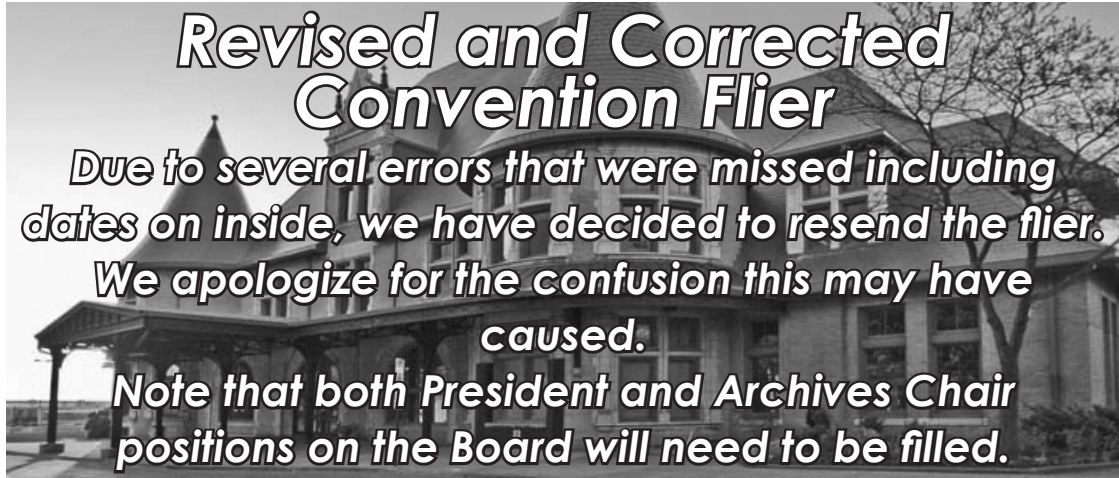 Revised and Corrected
Convention Flier
Due to several errors that were missed including
dates on inside, we have decided to resend the flier.
We apologize for the confusion this may have
caused.
Note that both President and Archives Chair
positions on the Board will need to be filled.